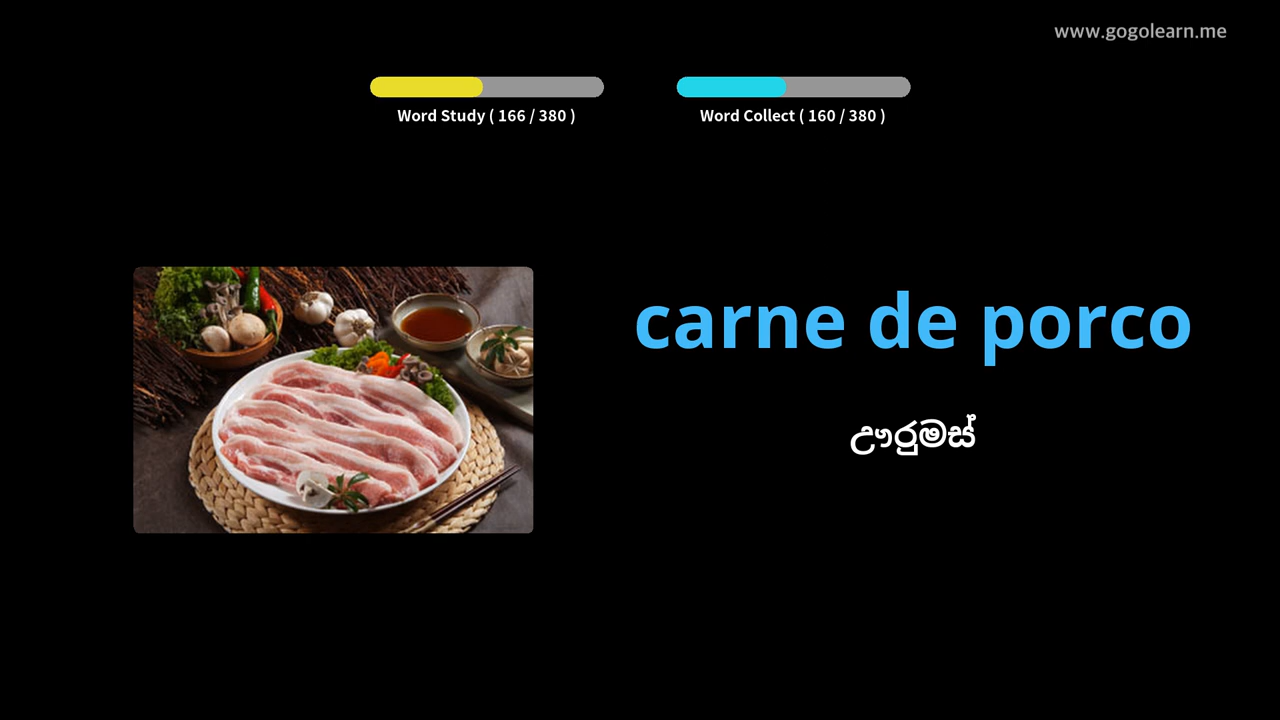 www.gogolearn.me
Word Study ( 166 / 380 )
Word Collect ( 160 / 380 )
carne de porco
ඌරුමස්